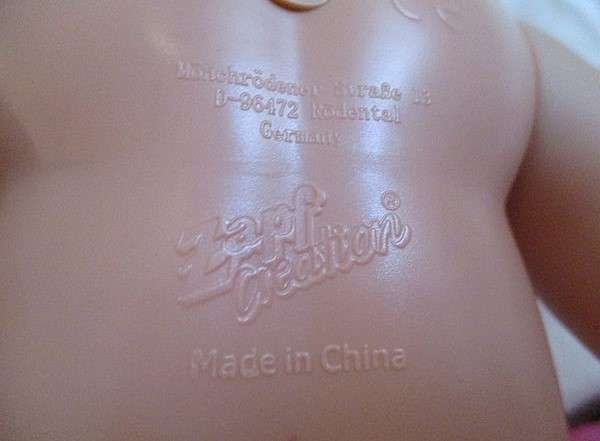 Mönchrödener Straße 13
D-96472 Rödental
Germany
Zapf
Creation®
Made in China